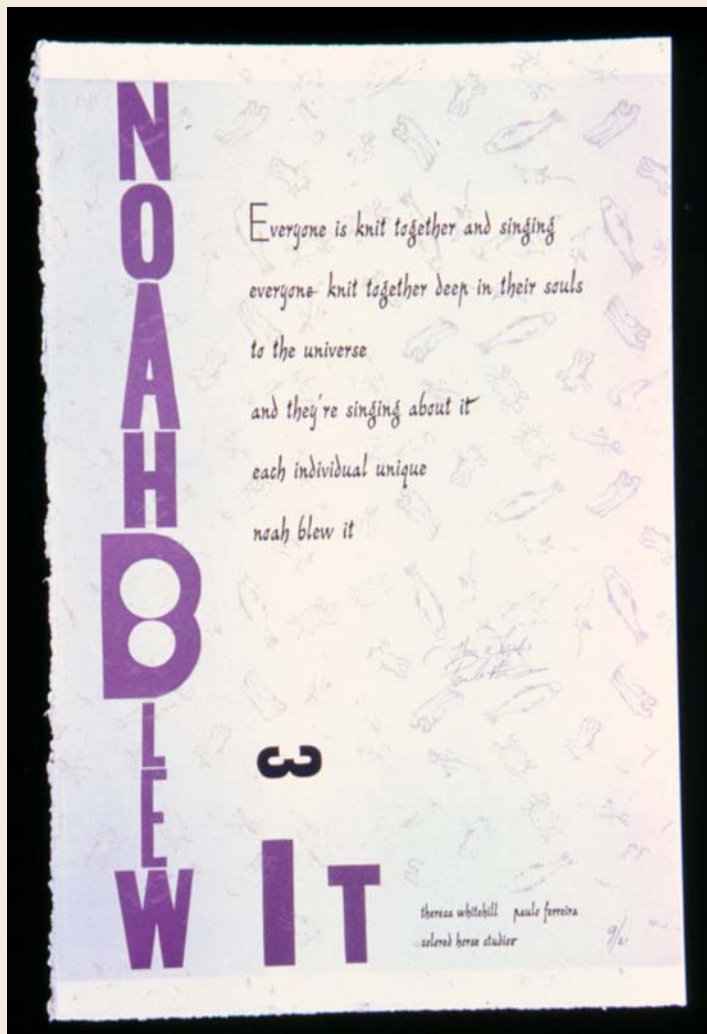 NOAH BLEW IT
Everyone is knit together and singing
everyone knit together deep in their souls
to the universe
and they're singing about it
each individual unique
noah blew it
3
theresa whitehill paulo ferreira
colored horse studios